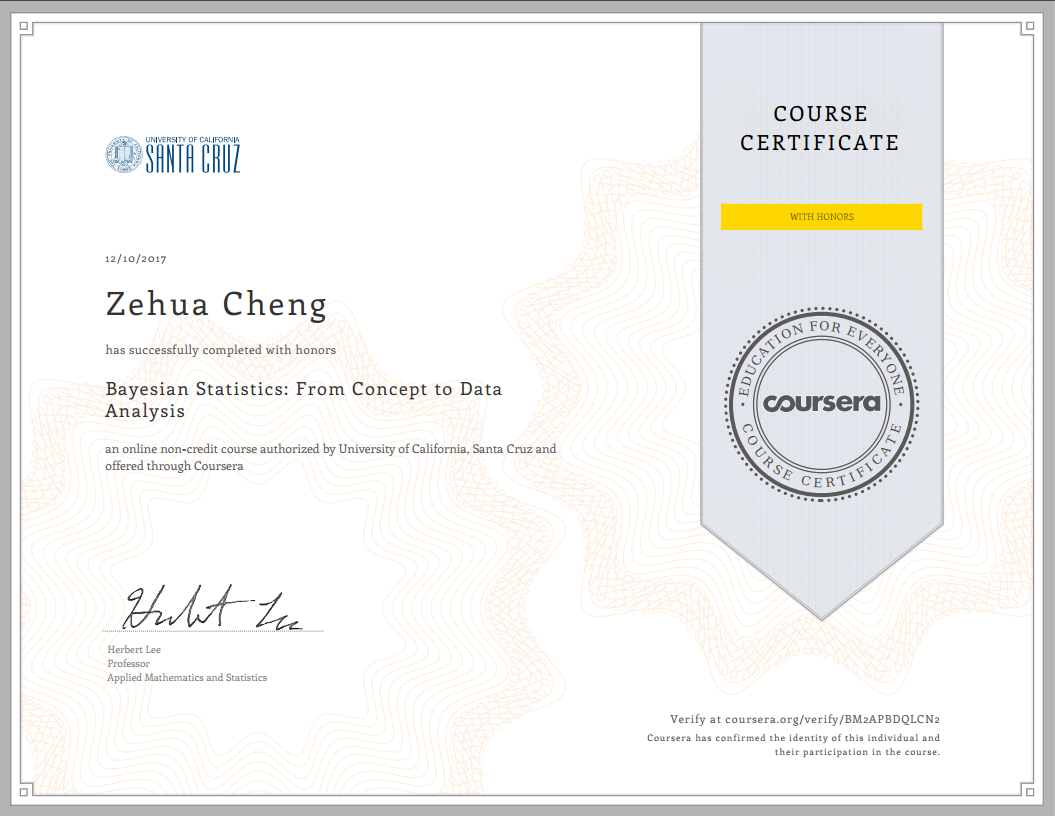 UNIVERSITY OF CALIFORNIA
SANTA CRUZ
12/10/2017
Zehua Cheng
has successfully completed with honors
Bayesian Statistics: From Concept to Data
Analysis
an online non-credit course authorized by University of California, Santa Cruz and
offered through Coursera
Herbert Lee
Herbert Lee
Professor
Applied Mathematics and Statistics
COURSE
CERTIFICATE
WITH HONORS
EDUCATION FOR EVERYONE
coursera
COURSE CERTIFICATE
Verify at coursera.org/verify/BM2APBDQLCN2
Coursera has confirmed the identity of this individual and
their participation in the course.